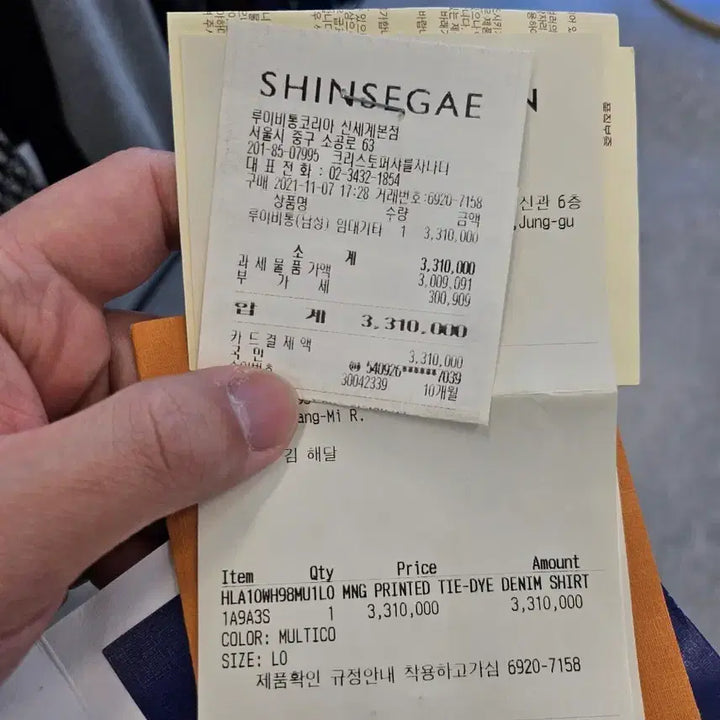 SHINSEGAE
루이비통코리아 신세계본점
서울시 중구 소공로 63
201-85-07995 크리스토퍼사를사나니
대 표 전 화 : 02-3432-1854
구매 2021-11-07 17:28 거래번호:6920-7158
상품명 수량 금액
루이비통(남성) 임대기타 1 3,310,000
소 계 3,310,000
과 세 물 품 가액 3,009,091
부 가 세 300,909
합 계 3,310,000
카 드 결 제 액 3,310,000
국 민 540926******7039
30042339 10개월
N
품질부증
신관 6층
,Jung-gu
ang-Mi R.
김 해달
Item Qty Price Amount
HLA10WH98MU1L0 MNG PRINTED TIE-DYE DENIM SHIRT
1A9A3S 1 3,310,000 3,310,000
COLOR: MULTICO
SIZE: L0
제품확인 규정안내 착용하고가심 6920-7158